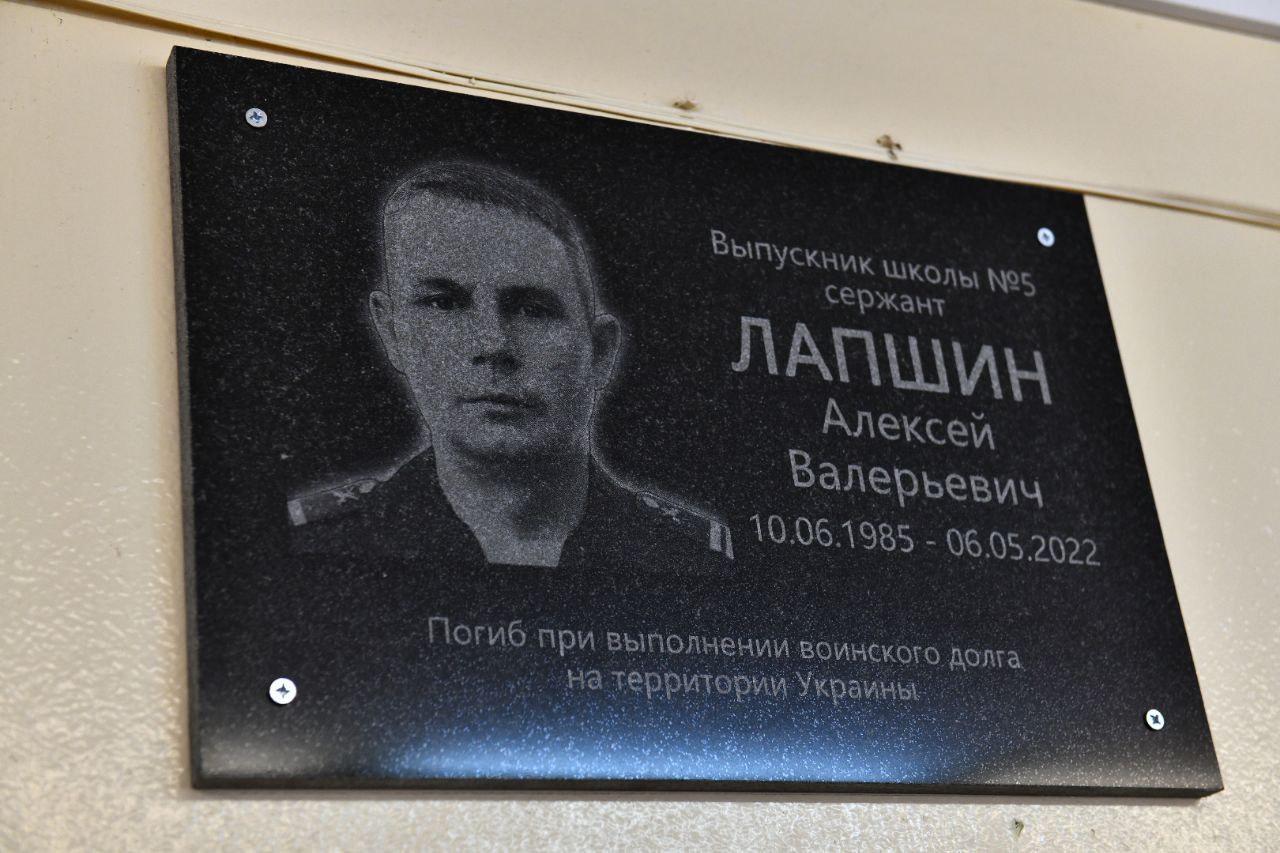 Выпускник школы №5
сержант
ЛАПШИН
Алексей
Валерьевич
10.06.1985 - 06.05.2022
Погиб при выполнении воинского долга
на территории Украины